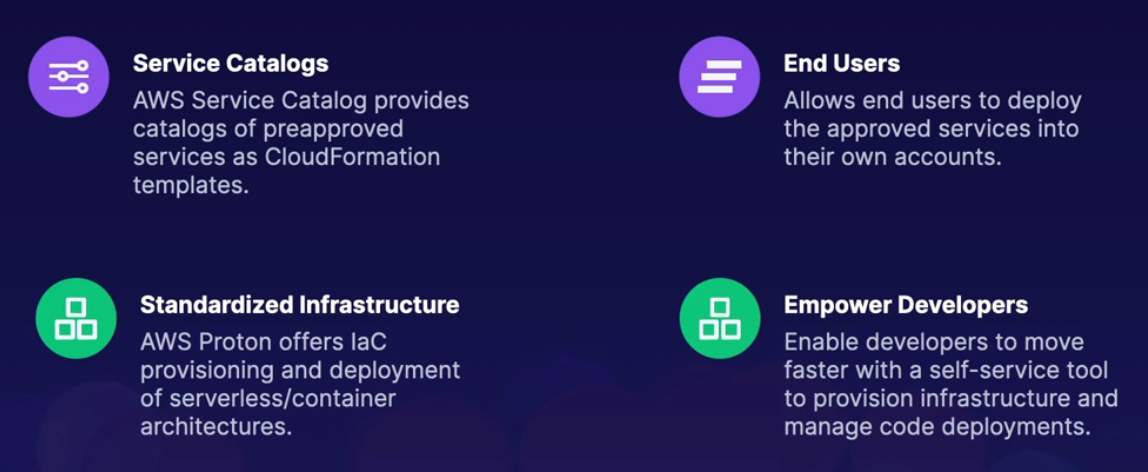 Service Catalogs
AWS Service Catalog provides
catalogs of preapproved
services as CloudFormation
templates.
End Users
Allows end users to deploy
the approved services into
their own accounts.
Standardized Infrastructure
AWS Proton offers IaC
provisioning and deployment
of serverless/container
architectures.
Empower Developers
Enable developers to move
faster with a self-service tool
to provision infrastructure and
manage code deployments.